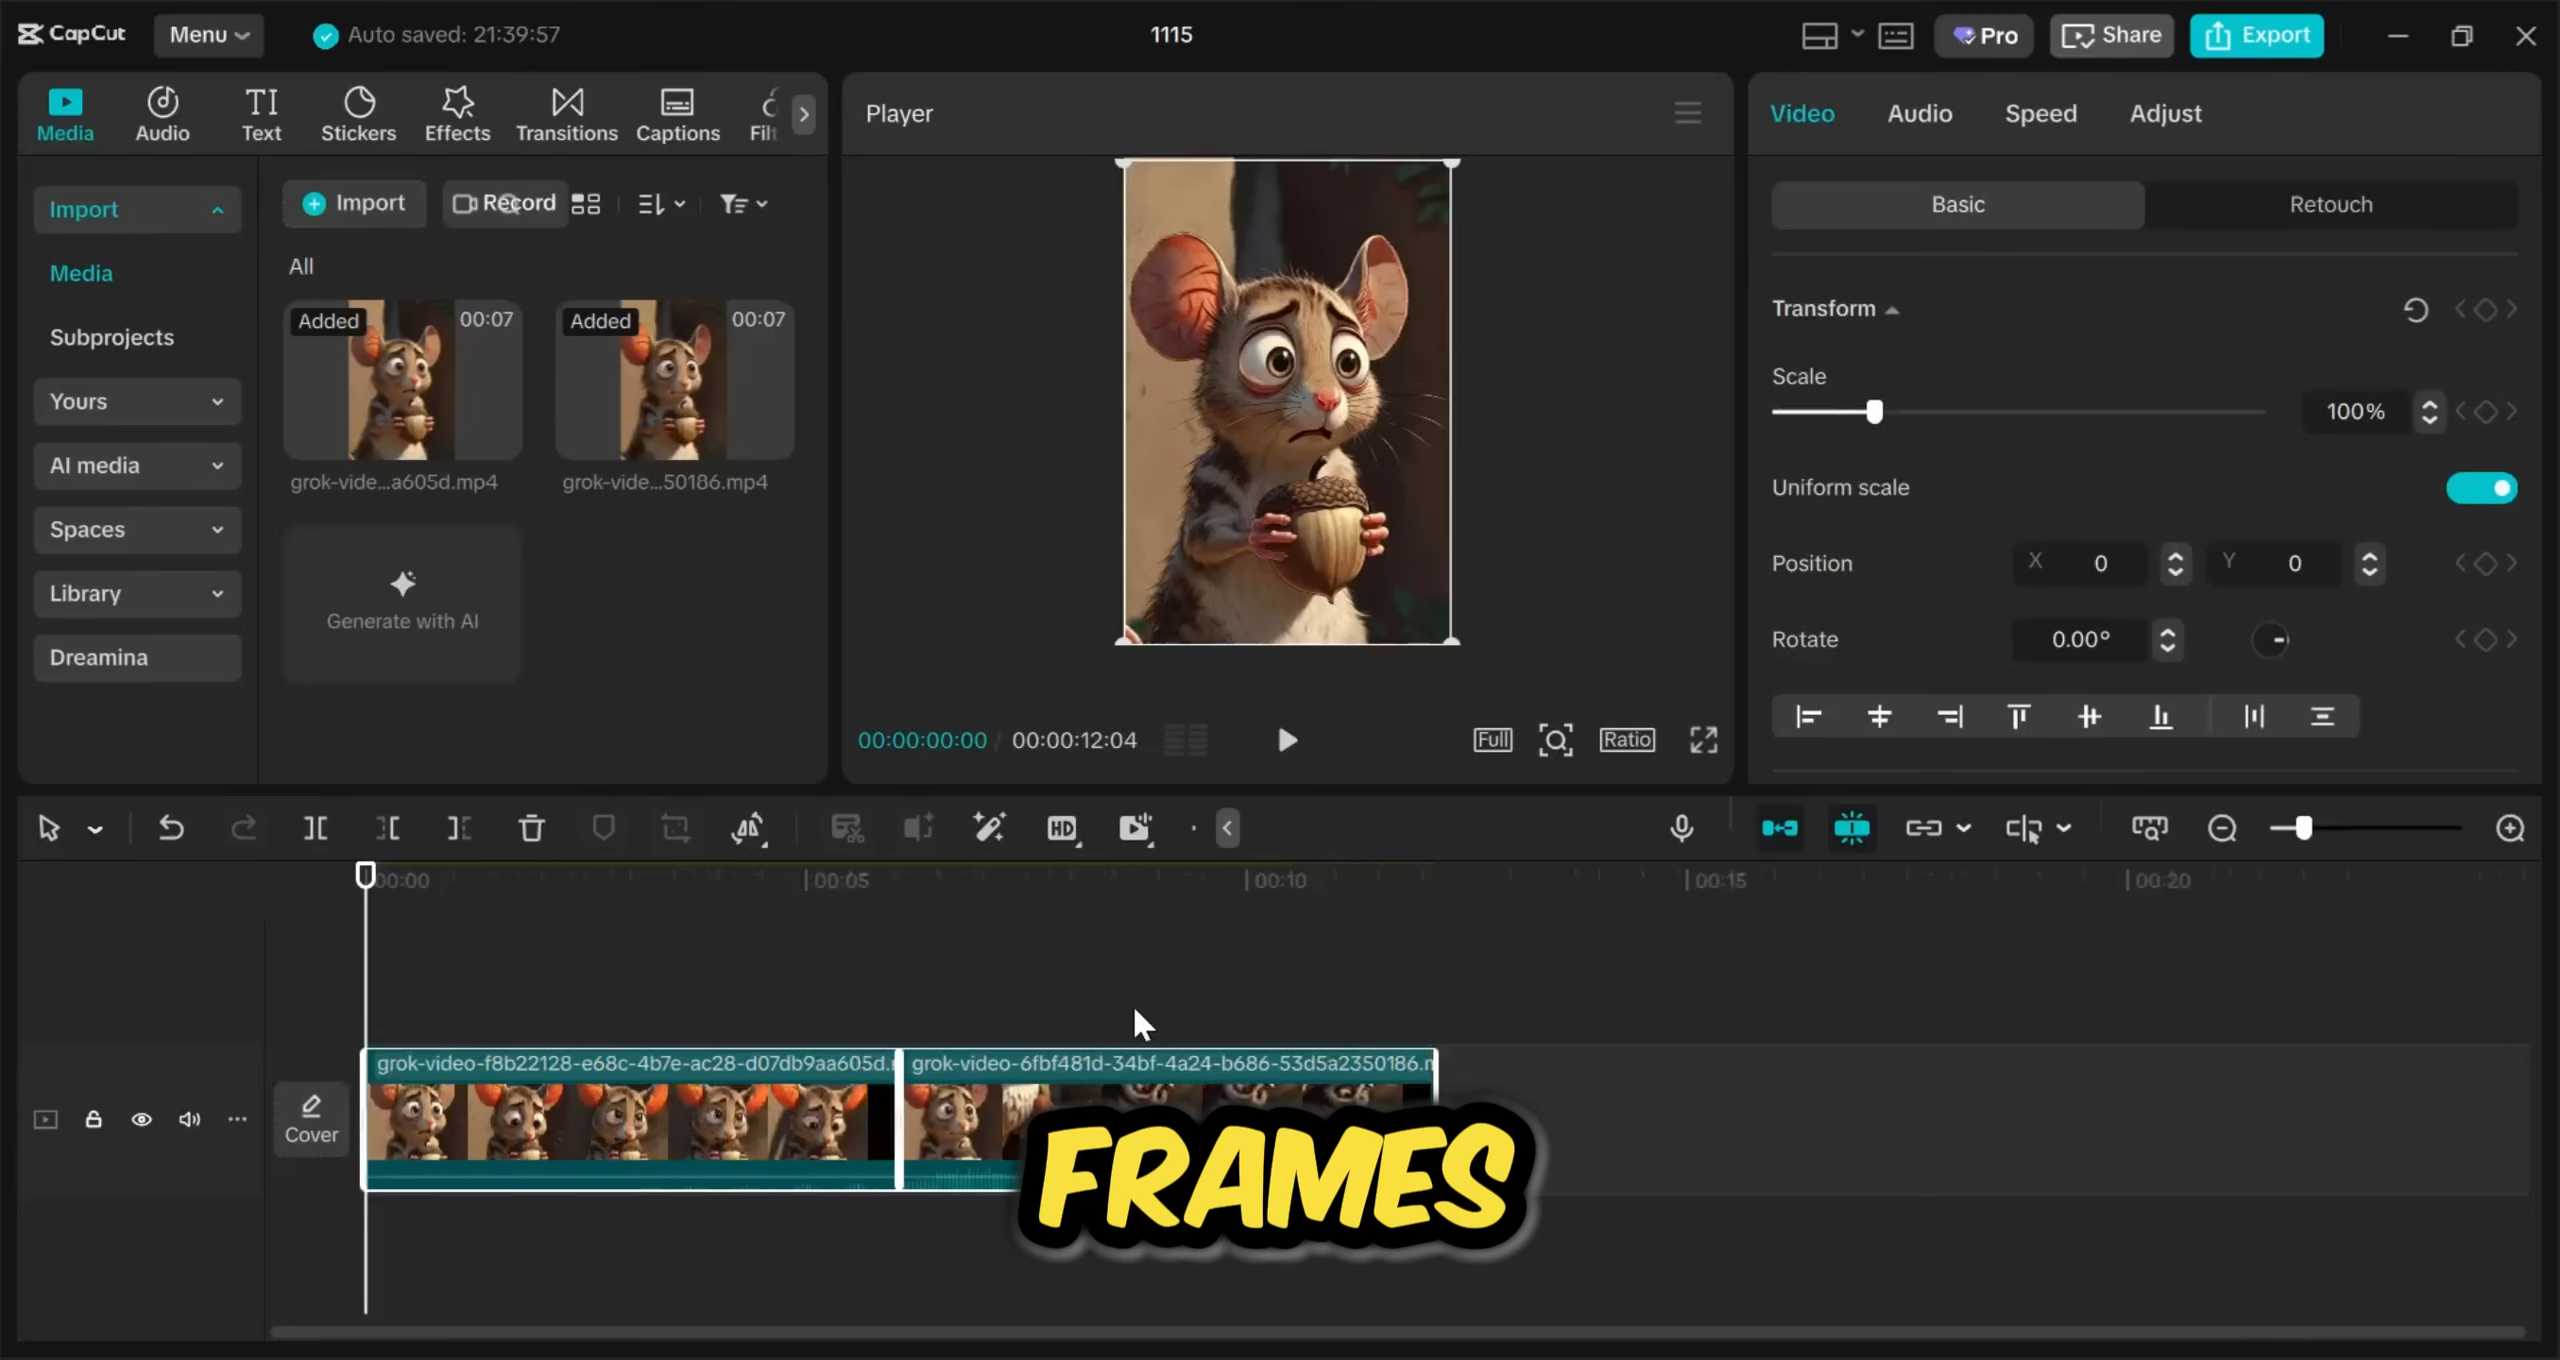 CapCut
Menu
Auto saved: 21:39:57
1115
Pro
Share
Export
Media
Audio
Text
Stickers
Effects
Transitions
Captions
Player
Video
Audio
Speed
Adjust
Import
Media
Subprojects
Yours
AI media
Spaces
Library
Dreamina
Import
Record
All
Added
00:07
Added
00:07
grok-vide...a605d.mp4
grok-vide...50186.mp4
Generate with AI
00:00:00:00 / 00:00:12:04
Full
Ratio
Basic
Retouch
Transform
Scale
100%
Uniform scale
Position
X 0
Y 0
Rotate
0.00°
HD
00:00
00:05
00:10
00:15
00:20
Cover
grok-video-f8b22128-e68c-4b7e-ac28-d07db9aa605d.
grok-video-6fbf481d-34bf-4a24-b686-53d5a2350186.
FRAMES